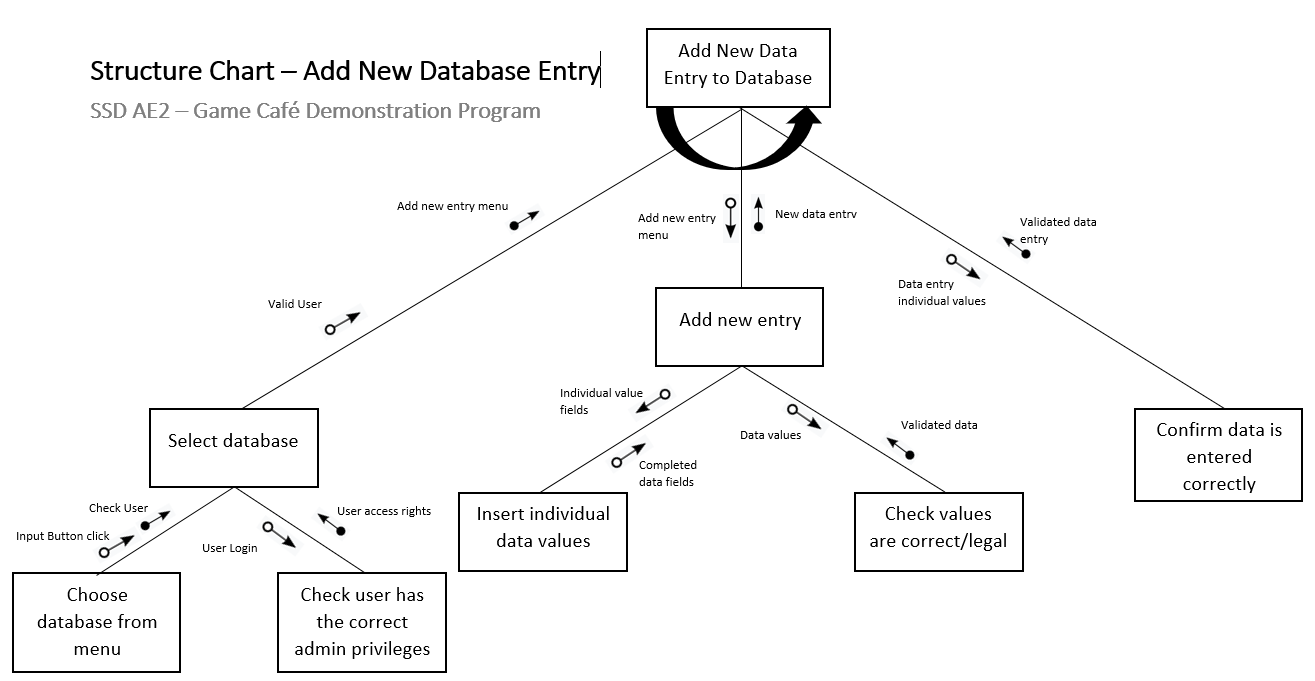 Add New Data
Entry to Database
Structure Chart – Add New Database Entry
SSD AE2 – Game Café Demonstration Program
Add new entry menu
Add new entry
menu
New data entry
Validated data
entry
Data entry
individual values
Valid User
Add new entry
Individual value
fields
Completed
data fields
Data values
Validated data
Select database
Confirm data is
entered
correctly
Check User
Input Button click
User access rights
User Login
Insert individual
data values
Check values
are correct/legal
Choose
database from
menu
Check user has
the correct
admin privileges